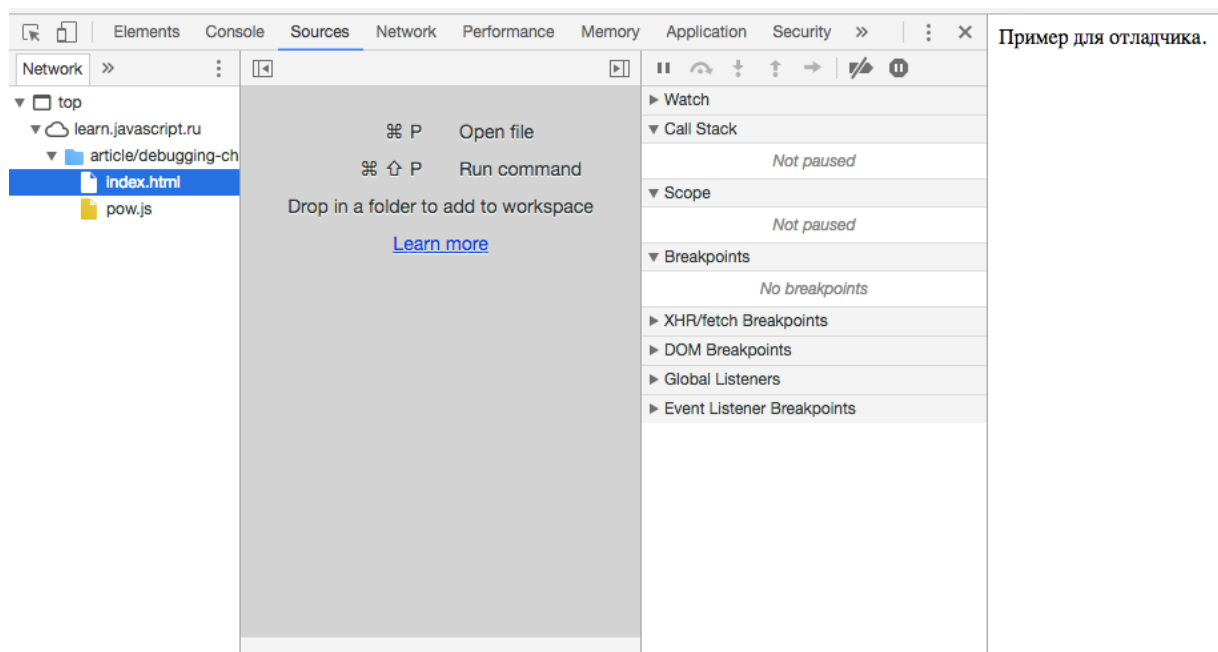 Elements Console Sources Network Performance Memory Application Security »
Network »
top
learn.javascript.ru
article/debugging-ch
index.html
pow.js
⌘ P Open file
⌘ ⇧ P Run command
Drop in a folder to add to workspace
Learn more
Watch
Call Stack
Not paused
Scope
Not paused
Breakpoints
No breakpoints
XHR/fetch Breakpoints
DOM Breakpoints
Global Listeners
Event Listener Breakpoints
Пример для отладчика.